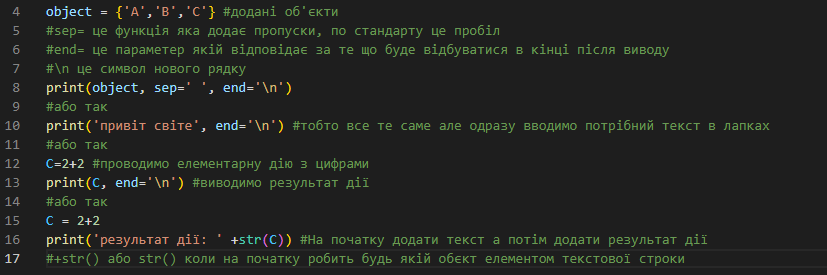 4 object = {'A','B','C'} #додані об'єкти
5 #sep= це функція яка додає пропуски, по стандарту це пробіл
6 #end= це параметер якій відповідає за те що буде відбуватися в кінці після виводу
7 #\n це символ нового рядку
8 print(object, sep=' ', end='\n')
9 #або так
10 print('привіт світе', end='\n') #тобто все те саме але одразу вводимо потрібний текст в лапках
11 #або так
12 C=2+2 #проводимо елементарну дію з цифрами
13 print(C, end='\n') #виводимо результат дії
14 #або так
15 C = 2+2
16 print('результат дії: ' +str(C)) #На початку додати текст а потім додати результат дії
17 #+str() або str() коли на початку робить будь якій обєкт елементом текстової строки